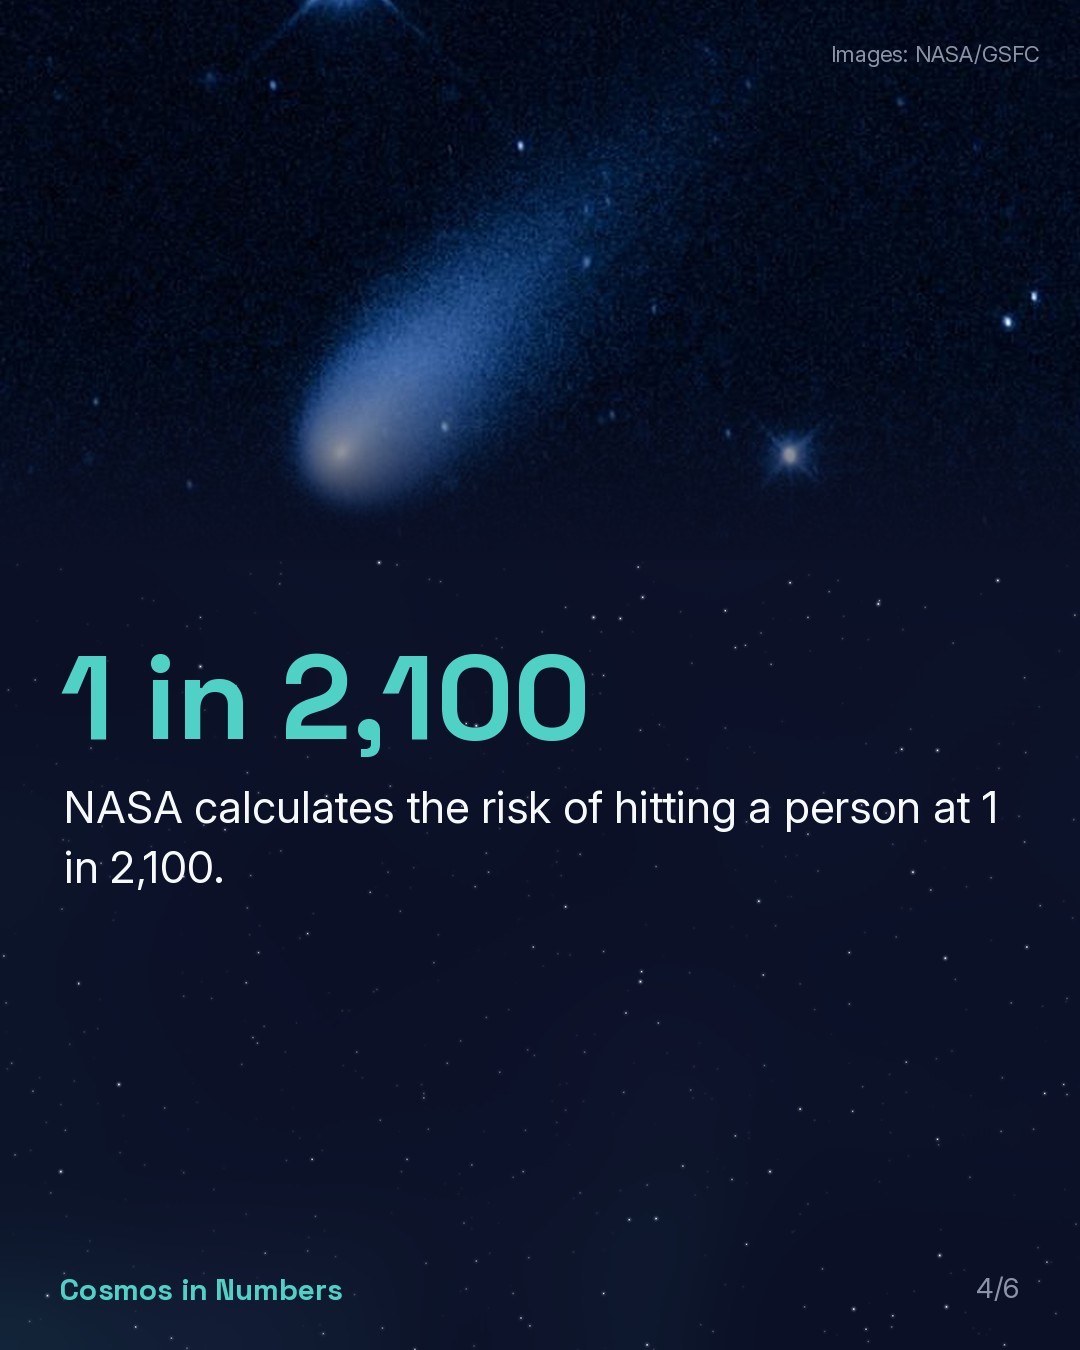 Images: NASA/GSFC
1 in 2,100
NASA calculates the risk of hitting a person at 1
in 2,100.
Cosmos in Numbers
4/6